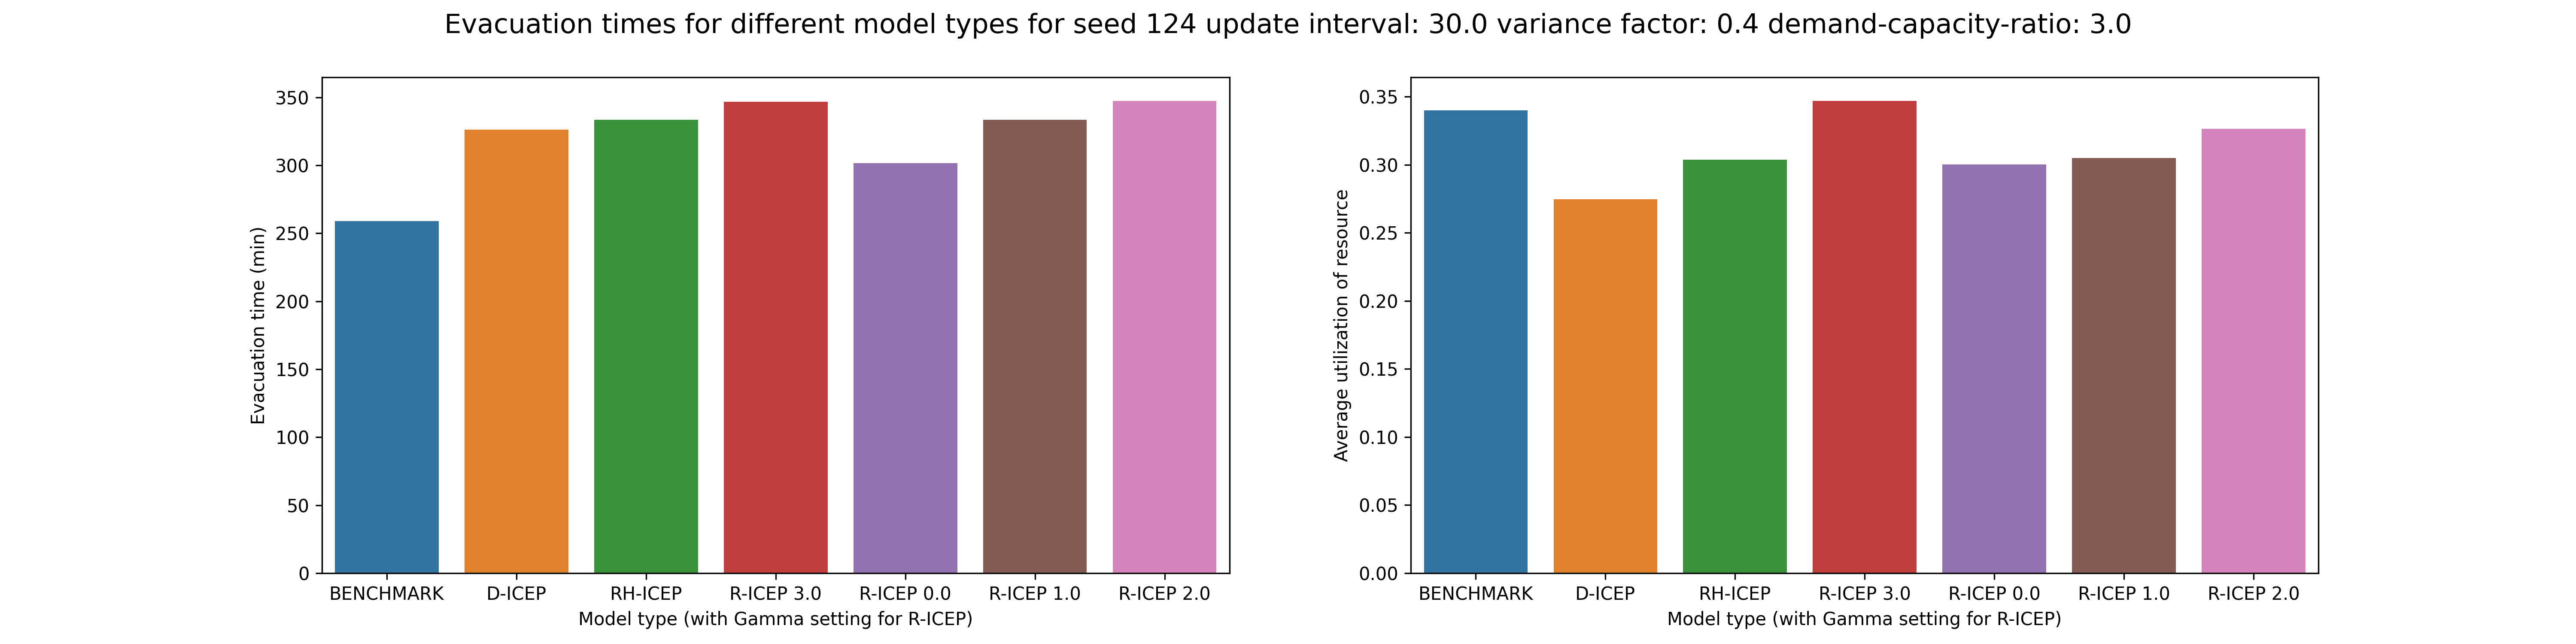 Evacuation times for different model types for seed 124 update interval: 30.0 variance factor: 0.4 demand-capacity-ratio: 3.0
Evacuation time (min)
350
300
250
200
150
100
50
0
BENCHMARK D-ICEP RH-ICEP R-ICEP 3.0 R-ICEP 0.0 R-ICEP 1.0 R-ICEP 2.0
Model type (with Gamma setting for R-ICEP)
Average utilization of resource
0.35
0.30
0.25
0.20
0.15
0.10
0.05
0.00
BENCHMARK D-ICEP RH-ICEP R-ICEP 3.0 R-ICEP 0.0 R-ICEP 1.0 R-ICEP 2.0
Model type (with Gamma setting for R-ICEP)